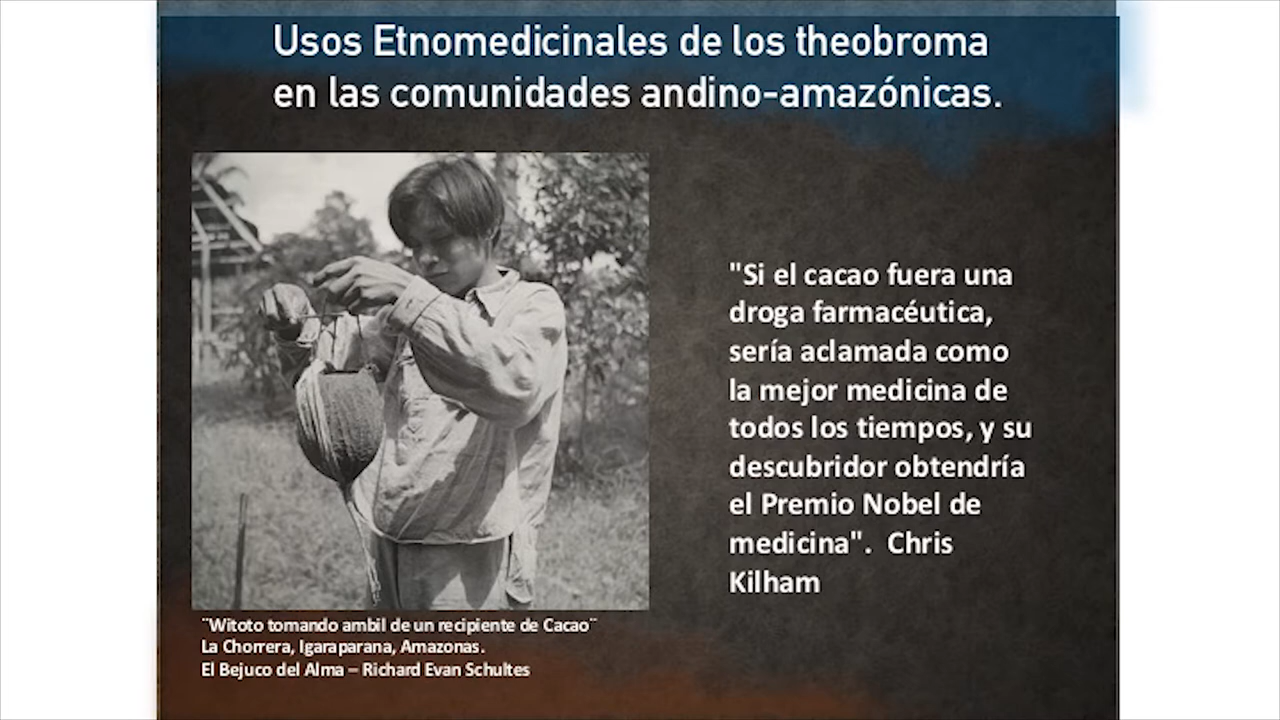 Usos Etnomedicinales de los theobroma
en las comunidades andino-amazónicas.
"Si el cacao fuera una
droga farmacéutica,
sería aclamada como
la mejor medicina de
todos los tiempos, y su
descubridor obtendría
el Premio Nobel de
medicina". Chris
Kilham
¨Witoto tomando ambil de un recipiente de Cacao¨
La Chorrera, Igaraparana, Amazonas.
El Bejuco del Alma – Richard Evan Schultes